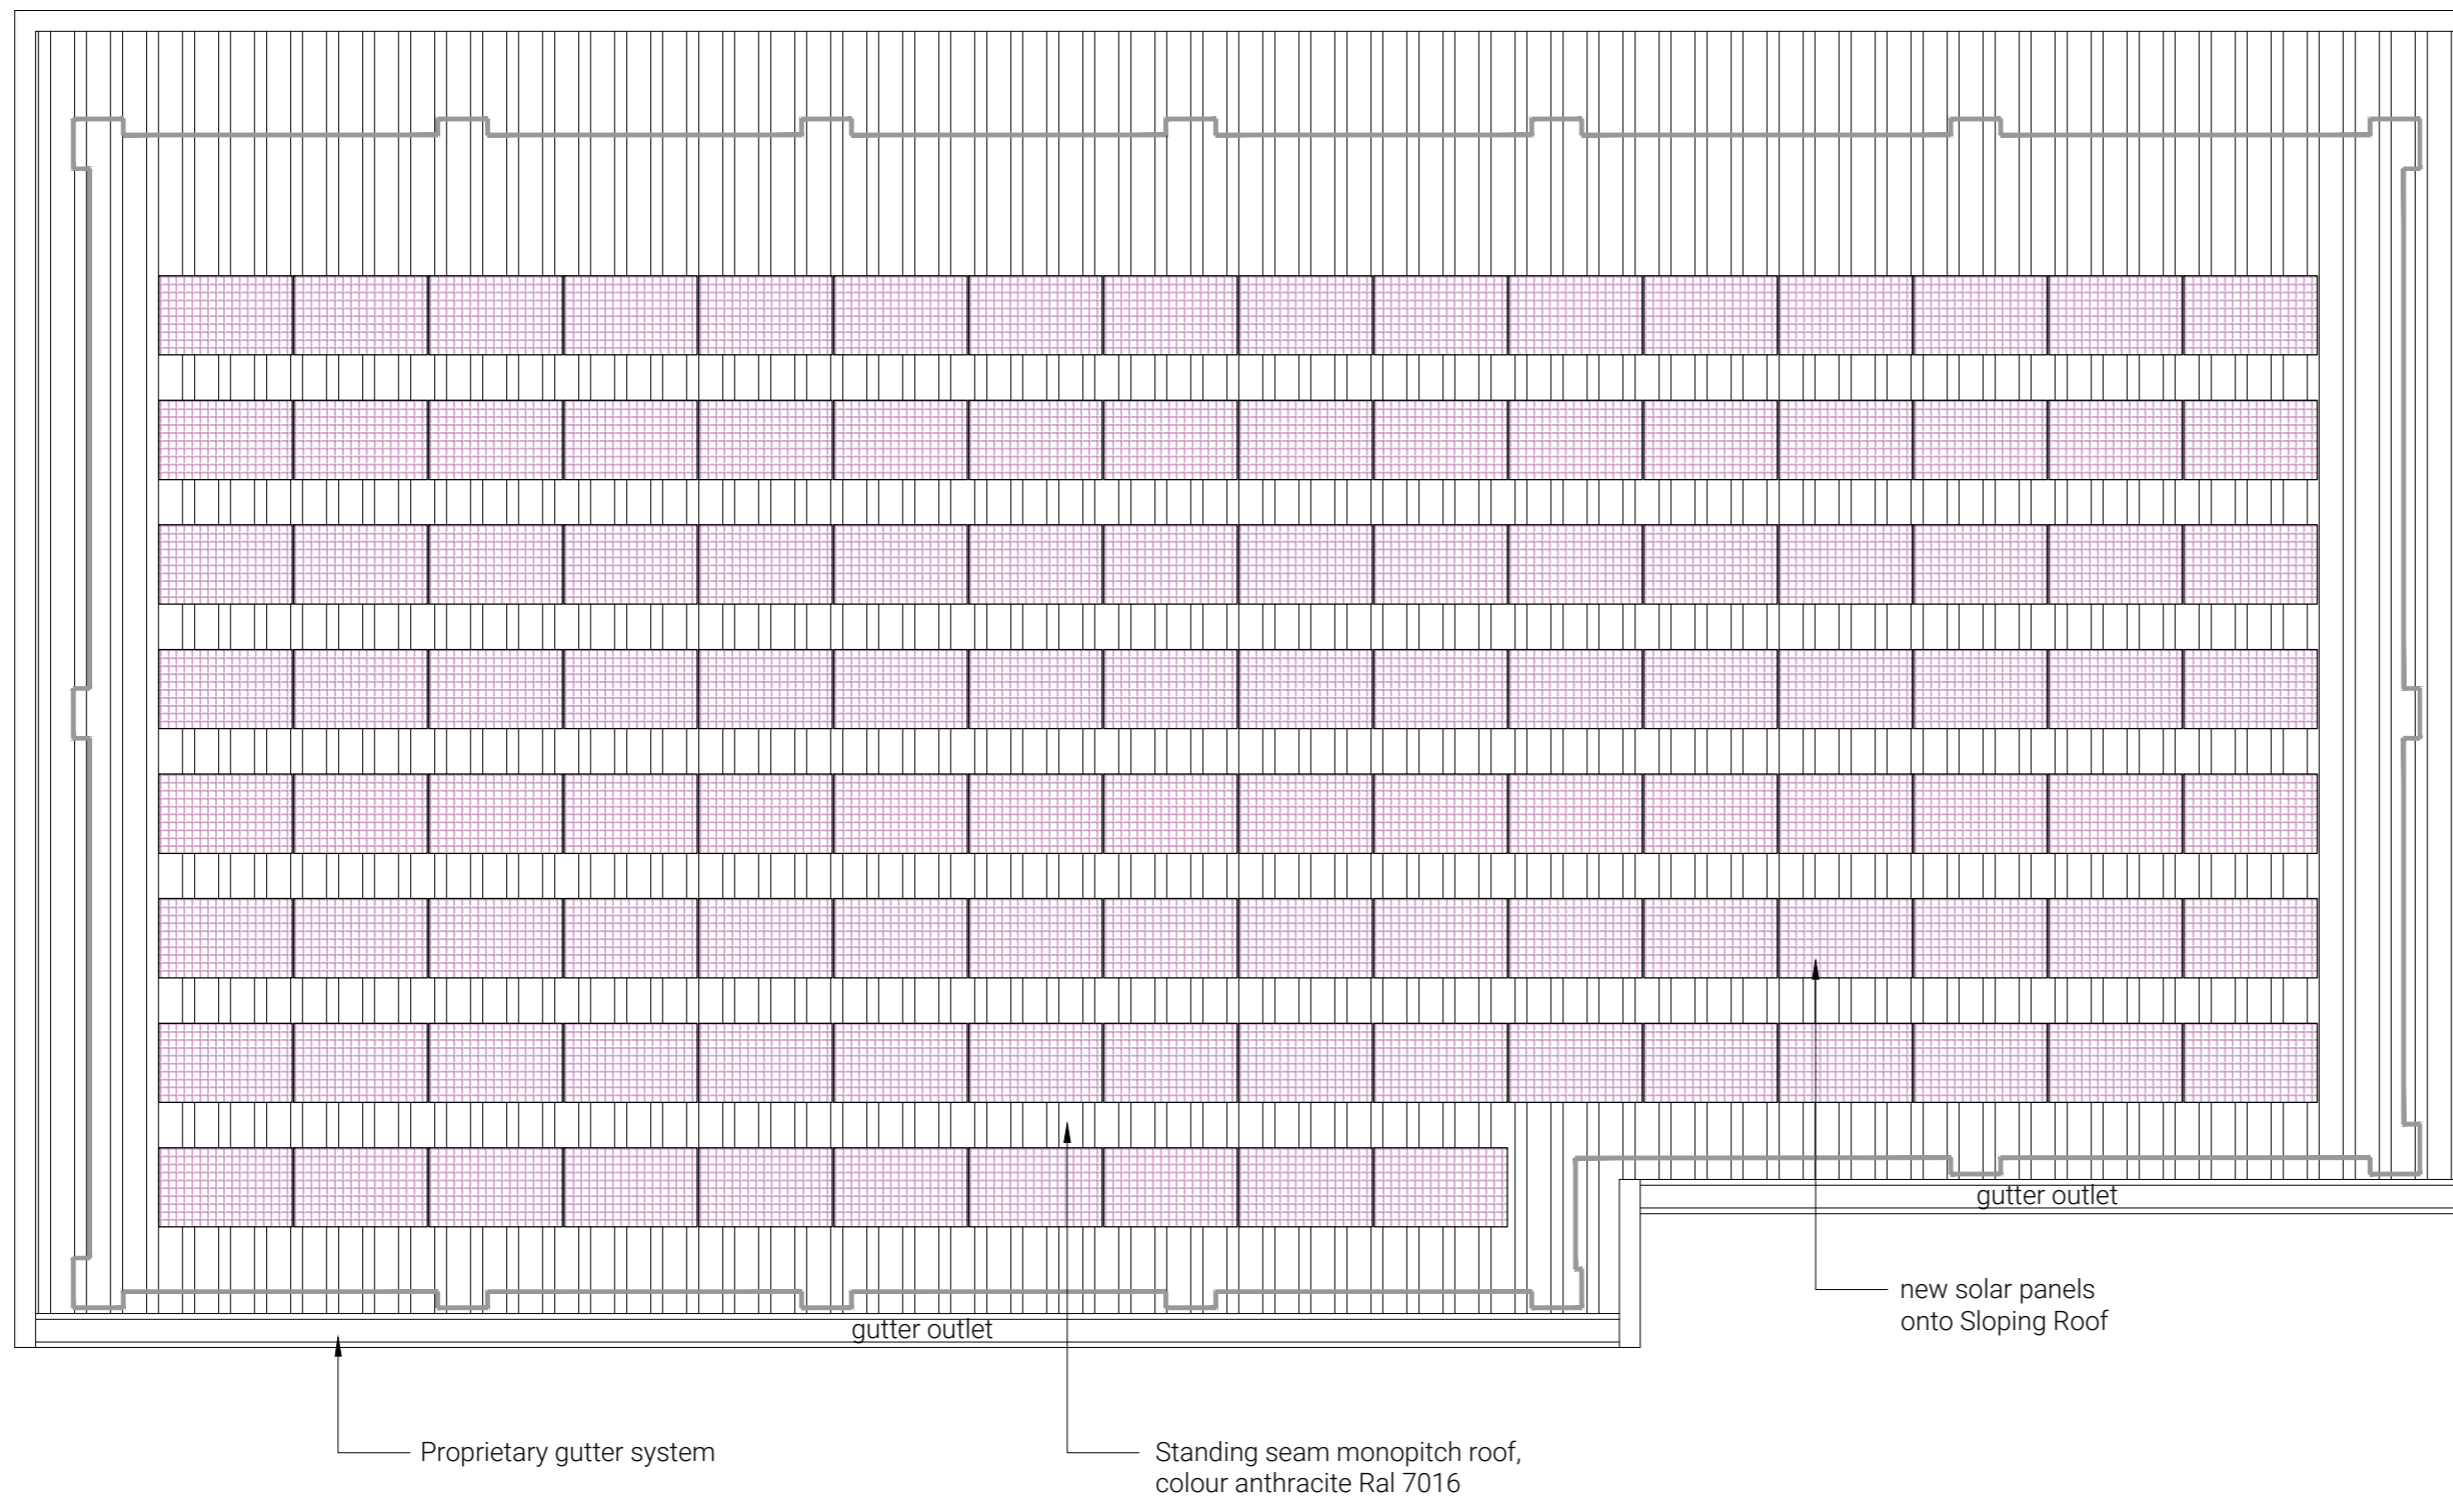 gutter outlet
new solar panels
onto Sloping Roof
gutter outlet
Proprietary gutter system
Standing seam monopitch roof,
colour anthracite Ral 7016